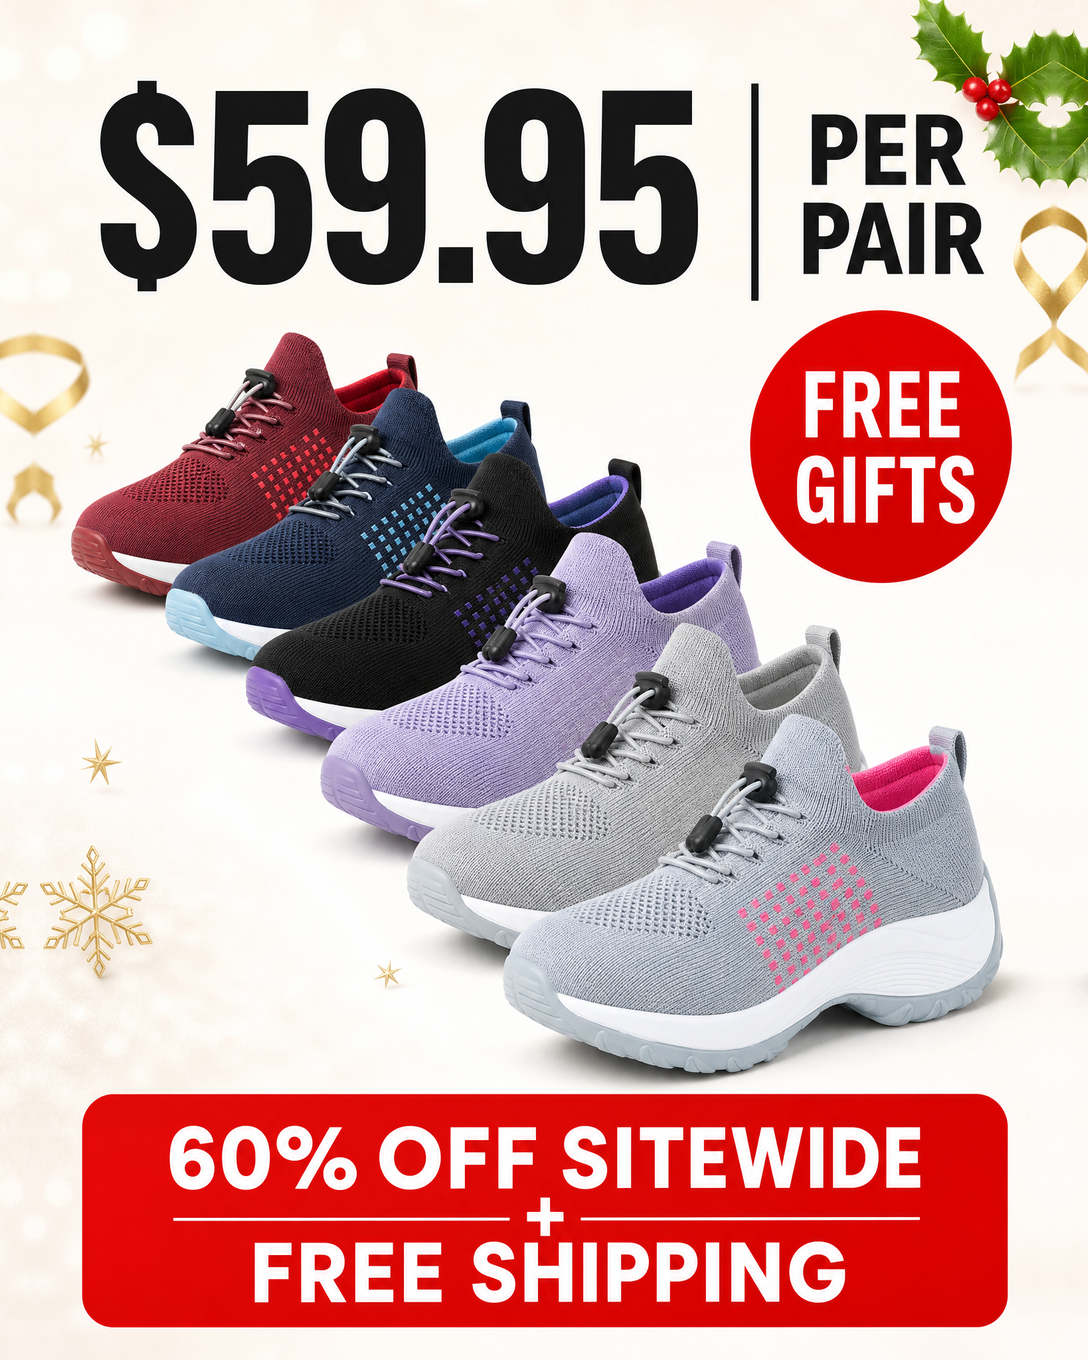 $59.95
PER
PAIR
FREE
GIFTS
60% OFF SITEWIDE
+
FREE SHIPPING